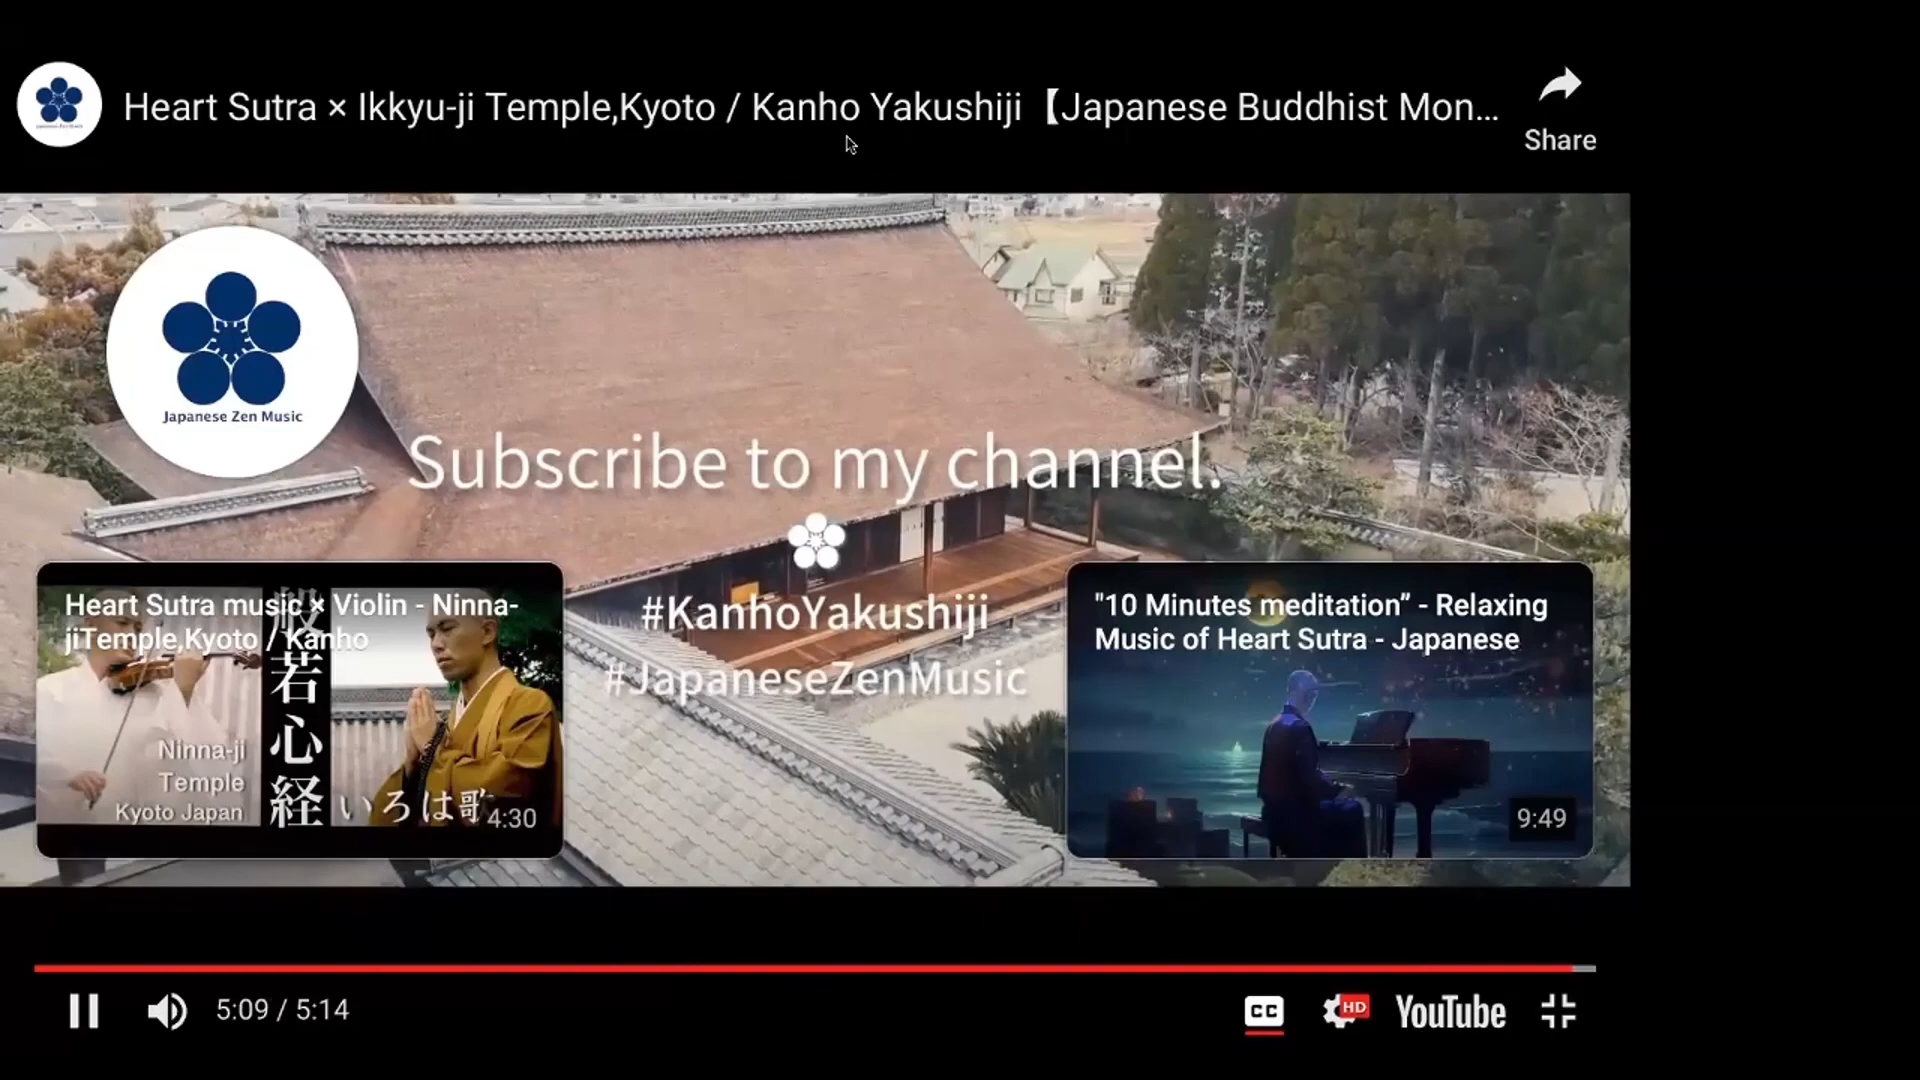 Heart Sutra × Ikkyu-ji Temple,Kyoto / Kanho Yakushiji【Japanese Buddhist Mon...
Share
Japanese Zen Music
Subscribe to my channel.
#KanhoYakushiji
#JapaneseZenMusic
Heart Sutra music × Violin - Ninna-
jiTemple,Kyoto / Kanho
般若心経
Ninna-ji
Temple
Kyoto Japan
いろは歌
4:30
"10 Minutes meditation” - Relaxing
Music of Heart Sutra - Japanese
9:49
5:09 / 5:14
CC
HD
YouTube